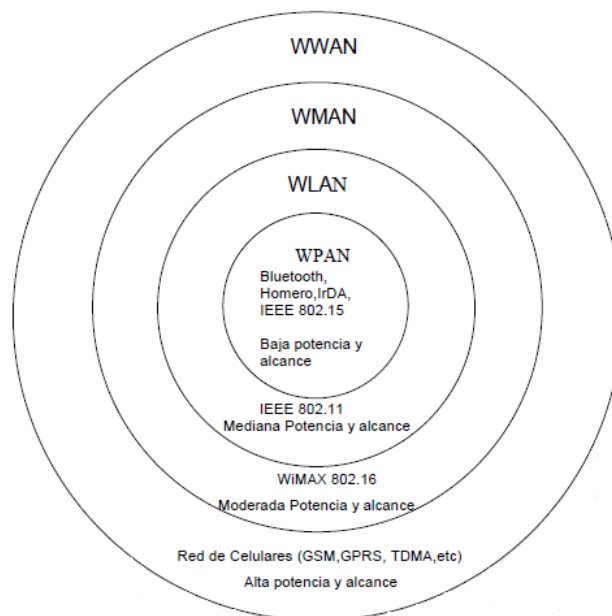 WWAN
WMAN
WLAN
WPAN
Bluetooth,
Homero,IrDA,
IEEE 802.15
Baja potencia y
alcance
IEEE 802.11
Mediana Potencia y alcance
WiMAX 802.16
Moderada Potencia y alcance
Red de Celulares (GSM,GPRS, TDMA,etc)
Alta potencia y alcance